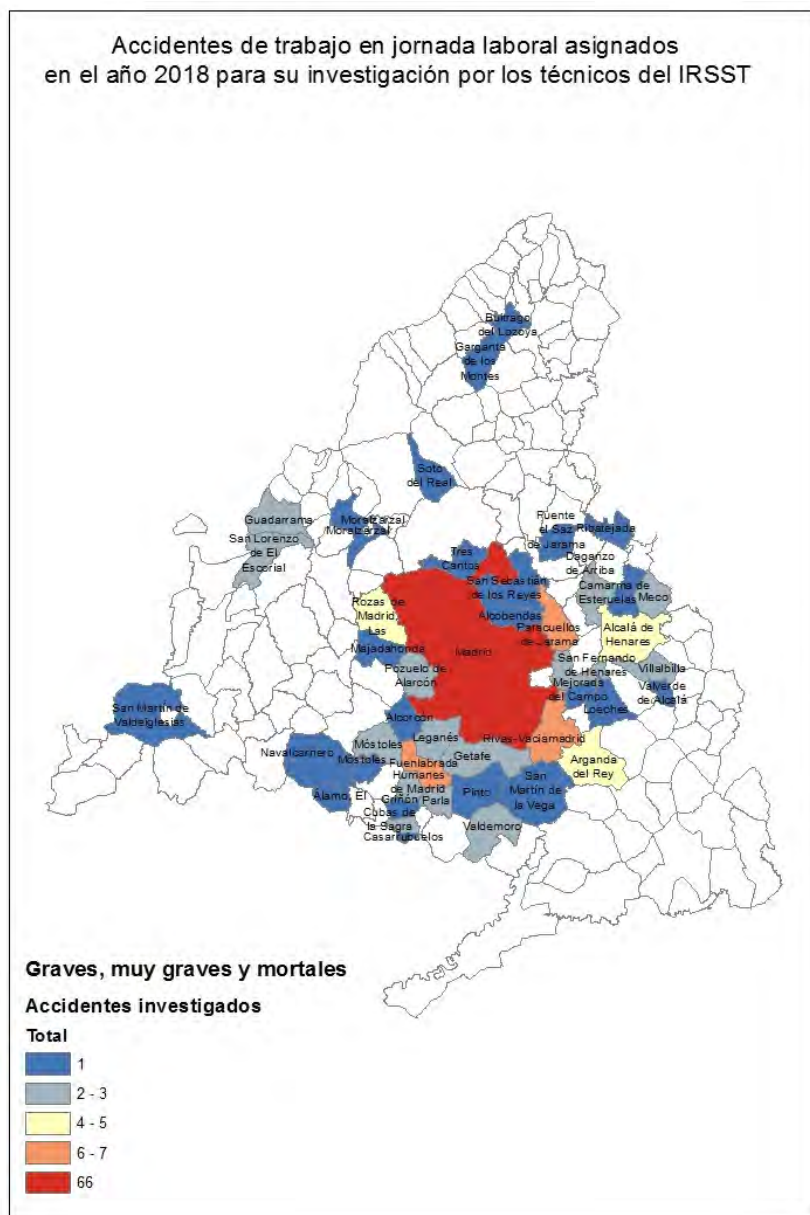 Accidentes de trabajo en jornada laboral asignados
en el año 2018 para su investigación por los técnicos del IRSST
Buitrago
del Lozoya
Garganta
de los
Montes
Soto
del Real
Guadarrama
San Lorenzo
de El
Escorial
Moralzarzal
Moralzarzal
Fuente
el Saz
de Jarama
Ribatejada
Tres
Cantos
Daganzo
de Arriba
San Sebastián
de los Reyes
Camarma de
Esteruelas
Meco
Rozas de
Madrid,
Las
Alcobendas
Paracuellos
de Jarama
Alcalá de
Henares
Majadahonda
Madrid
San Fernando
de Henares
Villalbilla
Pozuelo de
Alarcón
Mejorada
del Campo
Valverde
de Alcalá
Loeches
San Martín de
Valdeiglesias
Alcorcón
Leganés
Rivas-Vaciamadrid
Móstoles
Navalcarnero
Móstoles
Getafe
Fuenlabrada
Arganda
del Rey
Humanes
de Madrid
San
Martín de
la Vega
Álamo, El
Griñón
Parla
Pinto
Cubas de
la Sagra
Valdemoro
Casarrubuelos
Graves, muy graves y mortales
Accidentes investigados
Total
1
2 - 3
4 - 5
6 - 7
66